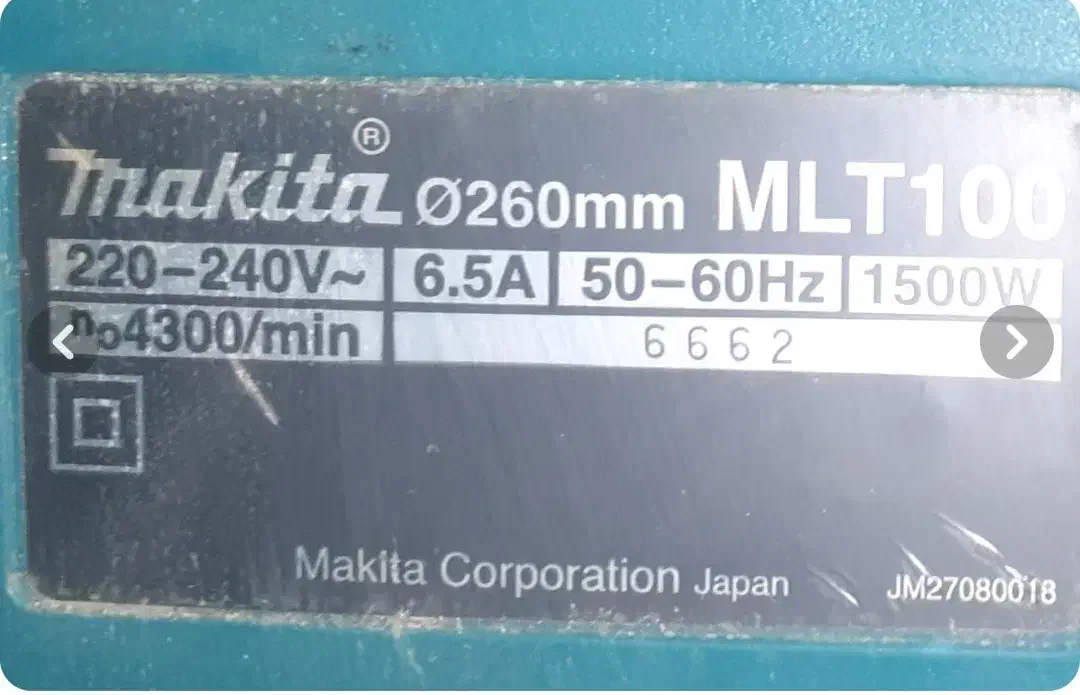 makita® Ø260mm MLT100
220–240V~ 6.5A 50–60Hz 1500W
n₀4300/min 6662
Makita Corporation Japan JM27080018